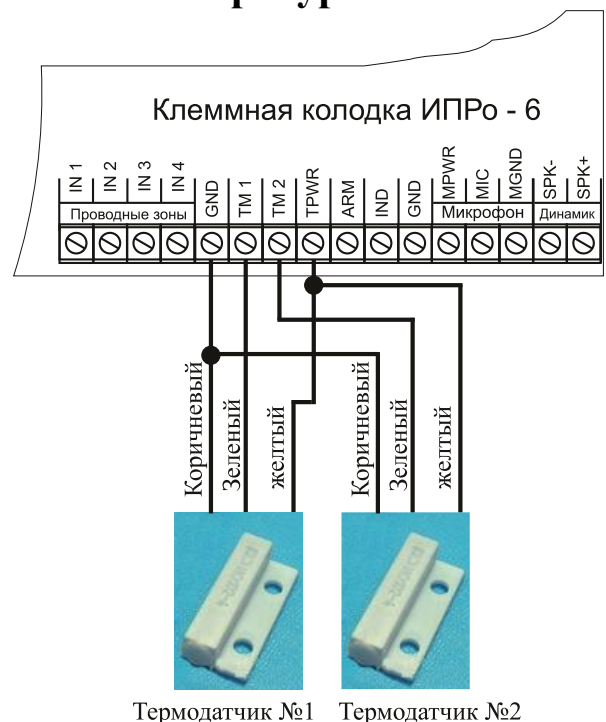 Клеммная колодка ИПРо - 6
IN 1 IN 2 IN 3 IN 4 GND TM 1 TM 2 TPWR ARM IND GND MPWR MIC MGND SPK- SPK+
Проводные зоны Микрофон Динамик
Коричневый Зеленый желтый Коричневый Зеленый желтый
Термодатчик №1 Термодатчик №2